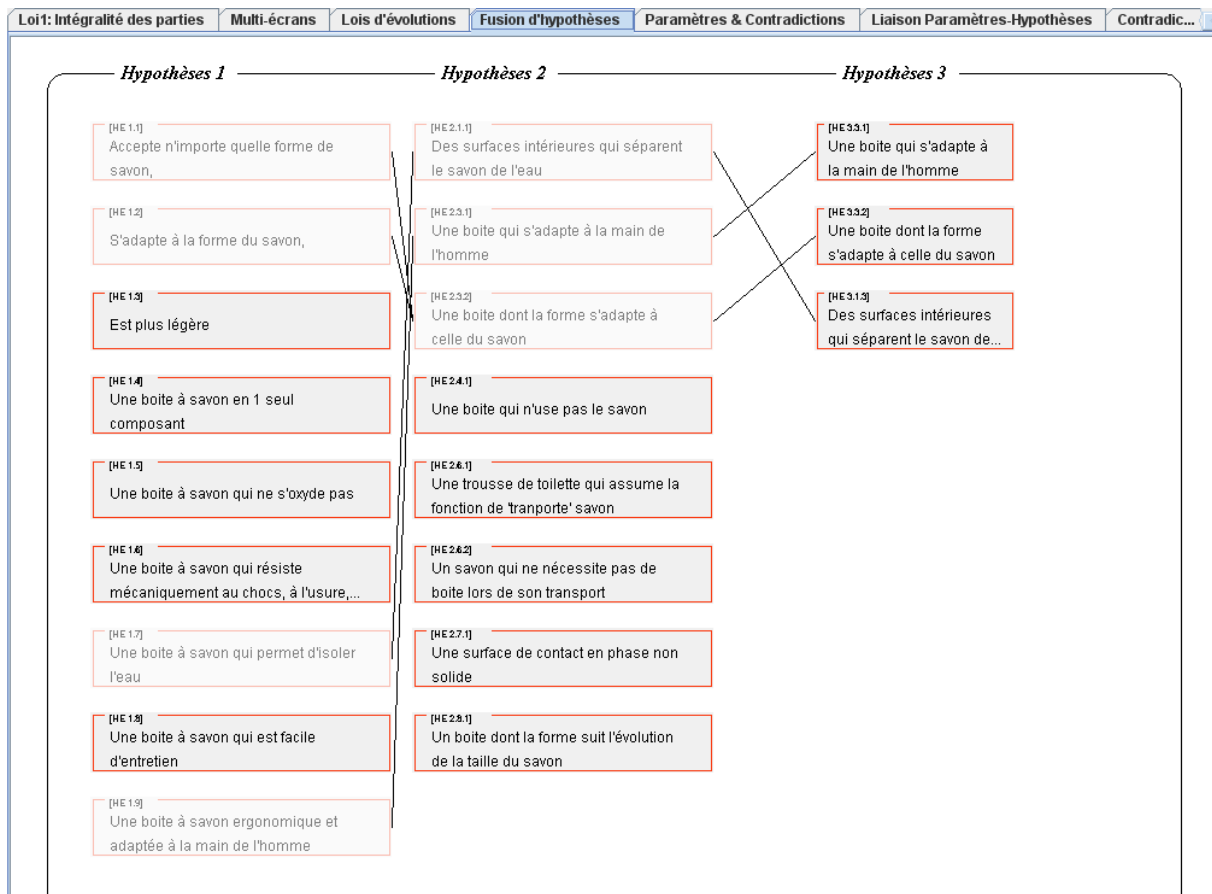 Loi1: Intégralité des parties
Multi-écrans
Lois d'évolutions
Fusion d'hypothèses
Paramètres & Contradictions
Liaison Paramètres-Hypothèses
Contradic...
Hypothèses 1
Hypothèses 2
Hypothèses 3
[HE 1.1]
Accepte n'importe quelle forme de
savon,
[HE 1.2]
S'adapte à la forme du savon,
[HE 1.3]
Est plus légère
[HE 1.4]
Une boite à savon en 1 seul
composant
[HE 1.5]
Une boite à savon qui ne s'oxyde pas
[HE 1.6]
Une boite à savon qui résiste
mécaniquement au chocs, à l'usure,...
[HE 1.7]
Une boite à savon qui permet d'isoler
l'eau
[HE 1.8]
Une boite à savon qui est facile
d'entretien
[HE 1.9]
Une boite à savon ergonomique et
adaptée à la main de l'homme
[HE 2.1.1]
Des surfaces intérieures qui séparent
le savon de l'eau
[HE 2.3.1]
Une boite qui s'adapte à la main de
l'homme
[HE 2.3.2]
Une boite dont la forme s'adapte à
celle du savon
[HE 2.4.1]
Une boite qui n'use pas le savon
[HE 2.6.1]
Une trousse de toilette qui assume la
fonction de 'tranporte' savon
[HE 2.6.2]
Un savon qui ne nécessite pas de
boite lors de son transport
[HE 2.7.1]
Une surface de contact en phase non
solide
[HE 2.8.1]
Un boite dont la forme suit l'évolution
de la taille du savon
[HE 3.3.1]
Une boite qui s'adapte à
la main de l'homme
[HE 3.3.2]
Une boite dont la forme
s'adapte à celle du savon
[HE 3.1.3]
Des surfaces intérieures
qui séparent le savon de...